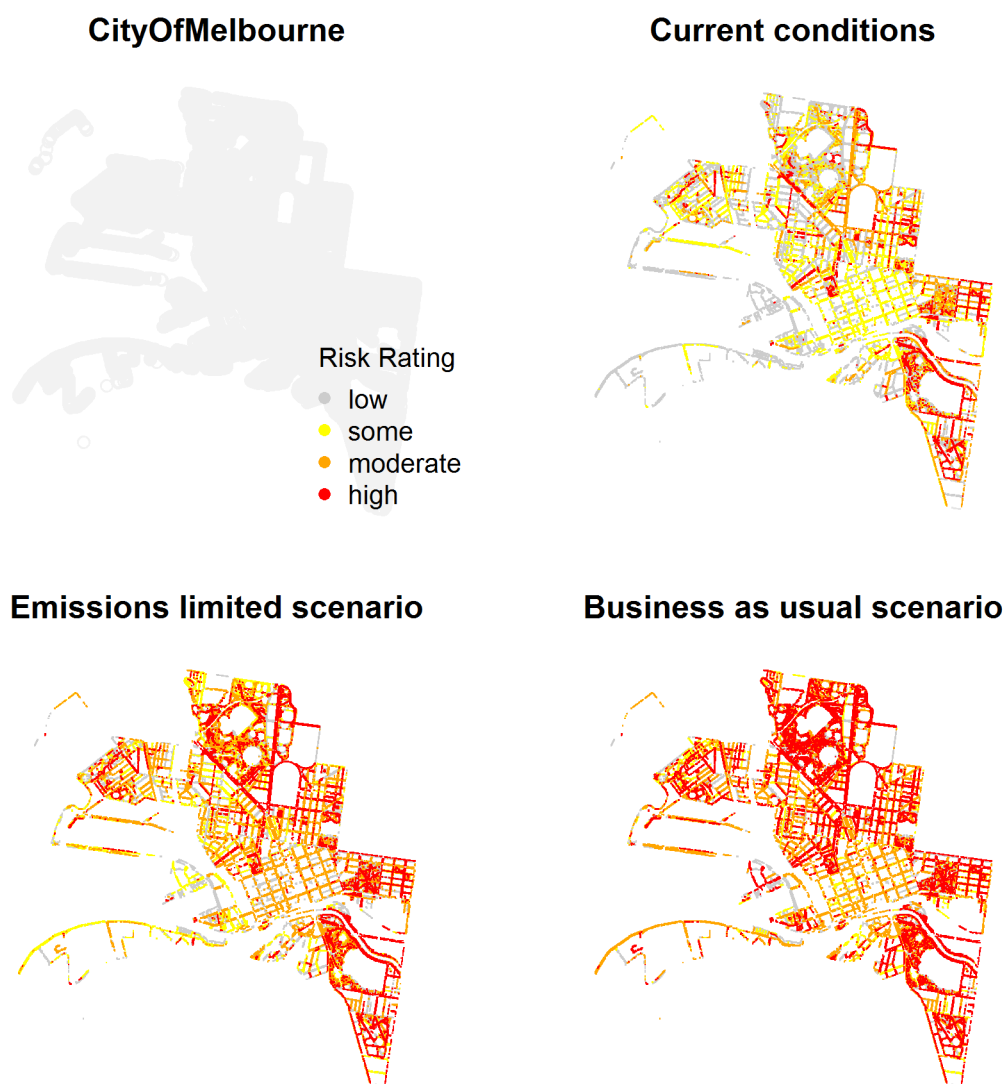 CityOfMelbourne
Current conditions
Risk Rating
low
some
moderate
high
Emissions limited scenario
Business as usual scenario